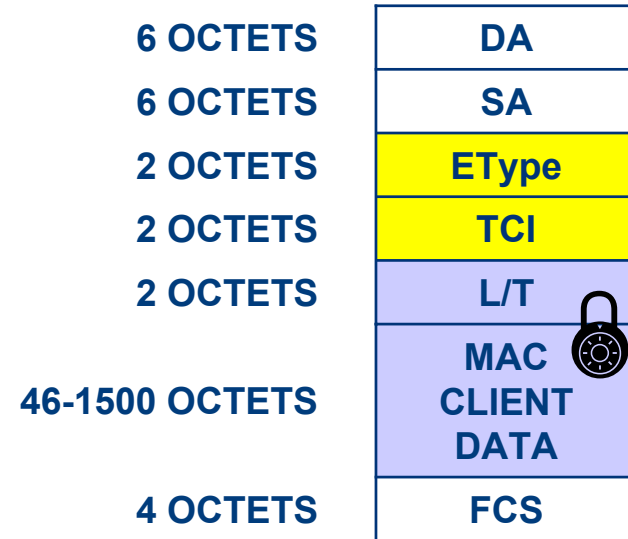 6 OCTETS DA
6 OCTETS SA
2 OCTETS EType
2 OCTETS TCI
2 OCTETS L/T
46-1500 OCTETS MAC
CLIENT
DATA
4 OCTETS FCS